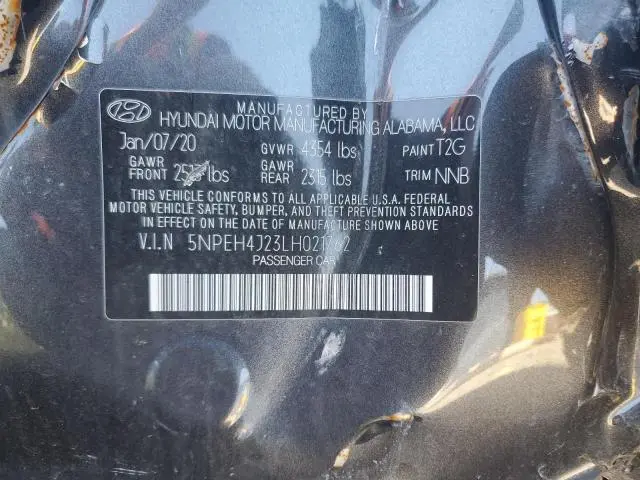 MANUFACTURED BY
HYUNDAI MOTOR MANUFACTURING ALABAMA, LLC
Jan/07/20 GVWR 4354 lbs PAINT T2G
GAWR FRONT lbs GAWR REAR 2315 lbs TRIM NNB
THIS VEHICLE CONFORMS TO ALL APPLICABLE U.S.A. FEDERAL
MOTOR VEHICLE SAFETY, BUMPER, AND THEFT PREVENTION STANDARDS
IN EFFECT ON THE DATE OF MANUFACTURE SHOWN ABOVE
V.I.N
PASSENGER CAR